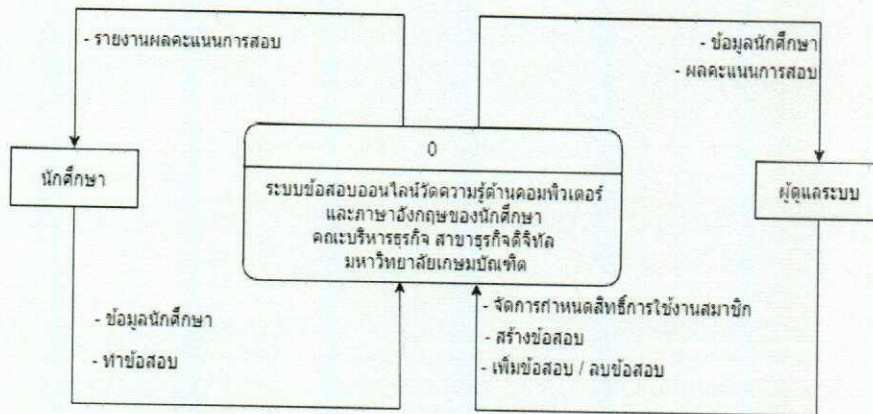 - รายงานผลคะแนนการสอบ
- ข้อมูลนักศึกษา
- ผลคะแนนการสอบ
0
นักศึกษา
ระบบข้อสอบออนไลน์วัดความรู้ด้านคอมพิวเตอร์
และภาษาอังกฤษของนักศึกษา
คณะบริหารธุรกิจ สาขาธุรกิจดิจิทัล
มหาวิทยาลัยเกษมบัณฑิต
ผู้ดูแลระบบ
- ข้อมูลนักศึกษา
- ทำข้อสอบ
- จัดการกำหนดสิทธิ์การใช้งานสมาชิก
- สร้างข้อสอบ
- เพิ่มข้อสอบ / ลบข้อสอบ